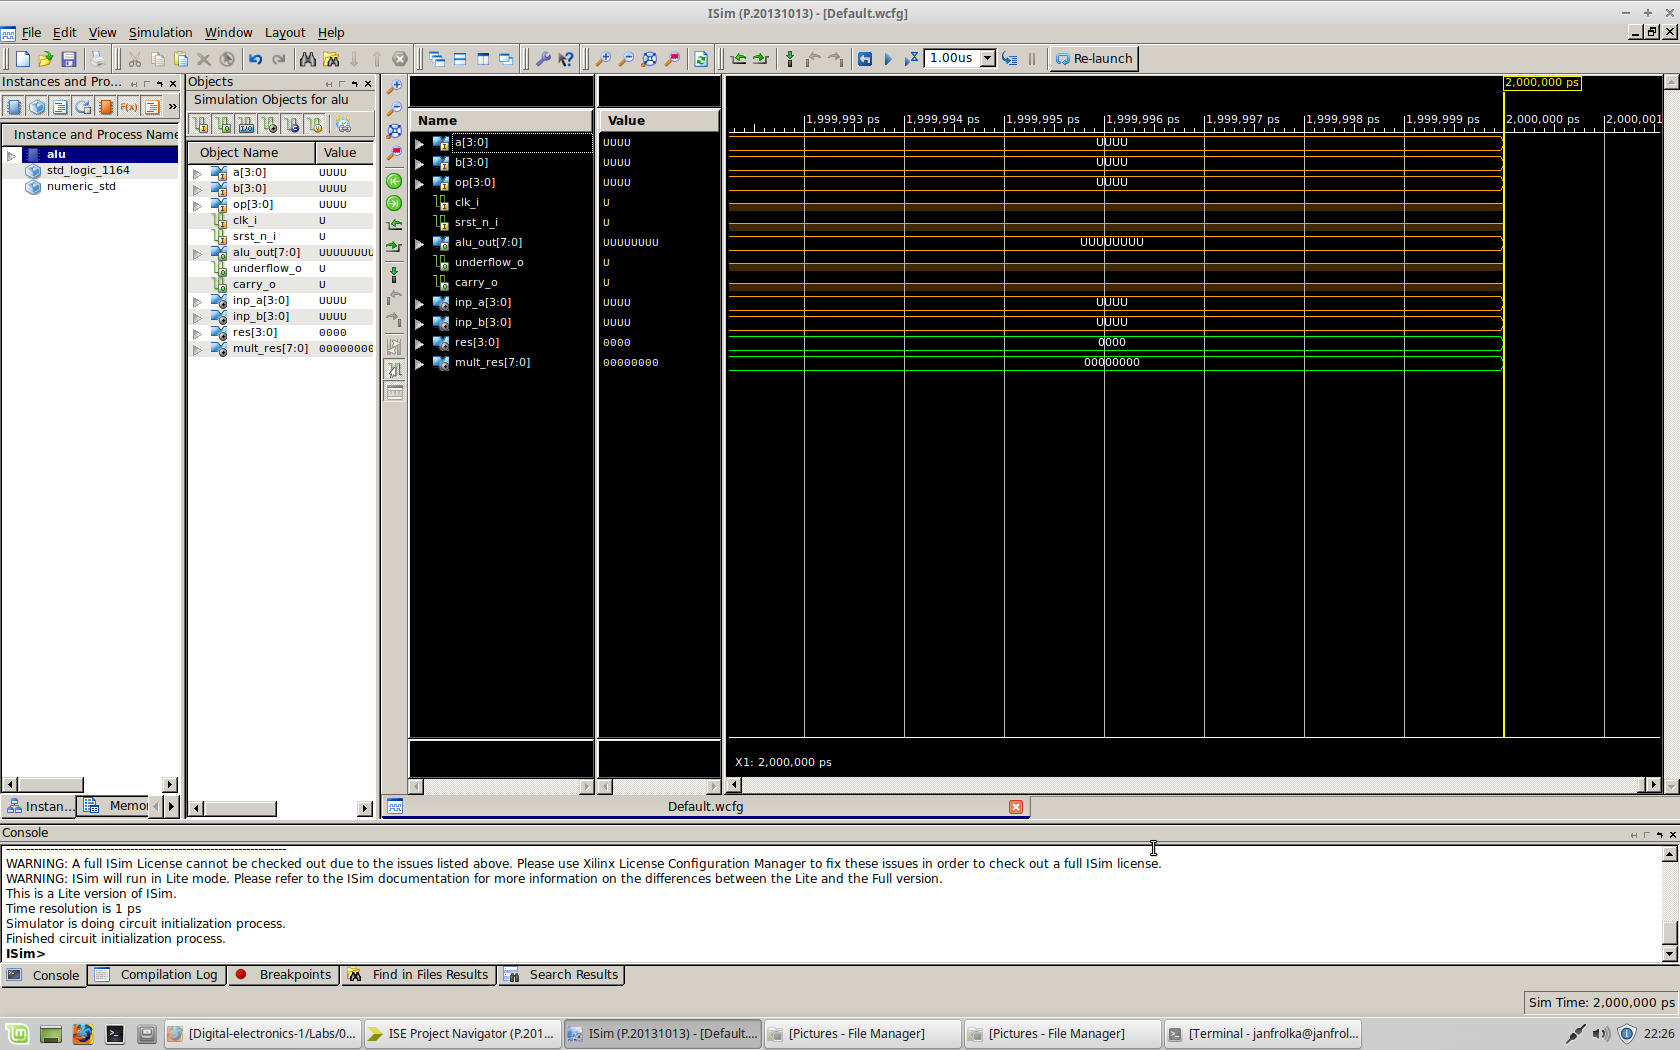 ISim (P.20131013) - [Default.wcfg]
File Edit View Simulation Window Layout Help
1.00us Re-launch
Instances and Pro...
Instance and Process Name
alu
std_logic_1164
numeric_std
Instan... Memor
Objects
Simulation Objects for alu
Object Name Value
a[3:0] UUUU
b[3:0] UUUU
op[3:0] UUUU
clk_i U
srst_n_i U
alu_out[7:0] UUUUUUUU
underflow_o U
carry_o U
inp_a[3:0] UUUU
inp_b[3:0] UUUU
res[3:0] 0000
mult_res[7:0] 00000000
2,000,000 ps
Name Value
1,999,993 ps 1,999,994 ps 1,999,995 ps 1,999,996 ps 1,999,997 ps 1,999,998 ps 1,999,999 ps 2,000,000 ps 2,000,001
a[3:0] UUUU UUUU
b[3:0] UUUU UUUU
op[3:0] UUUU UUUU
clk_i U
srst_n_i U
alu_out[7:0] UUUUUUUU UUUUUUUU
underflow_o U
carry_o U
inp_a[3:0] UUUU UUUU
inp_b[3:0] UUUU UUUU
res[3:0] 0000 0000
mult_res[7:0] 00000000 00000000
X1: 2,000,000 ps
Default.wcfg
Console
WARNING: A full ISim License cannot be checked out due to the issues listed above. Please use Xilinx License Configuration Manager to fix these issues in order to check out a full ISim license.
WARNING: ISim will run in Lite mode. Please refer to the ISim documentation for more information on the differences between the Lite and the Full version.
This is a Lite version of ISim.
Time resolution is 1 ps
Simulator is doing circuit initialization process.
Finished circuit initialization process.
ISim>
Console Compilation Log Breakpoints Find in Files Results Search Results
Sim Time: 2,000,000 ps
[Digital-electronics-1/Labs/0... ISE Project Navigator (P.201... ISim (P.20131013) - [Default.... [Pictures - File Manager] [Pictures - File Manager] [Terminal - janfrolka@janfrol... 22:26